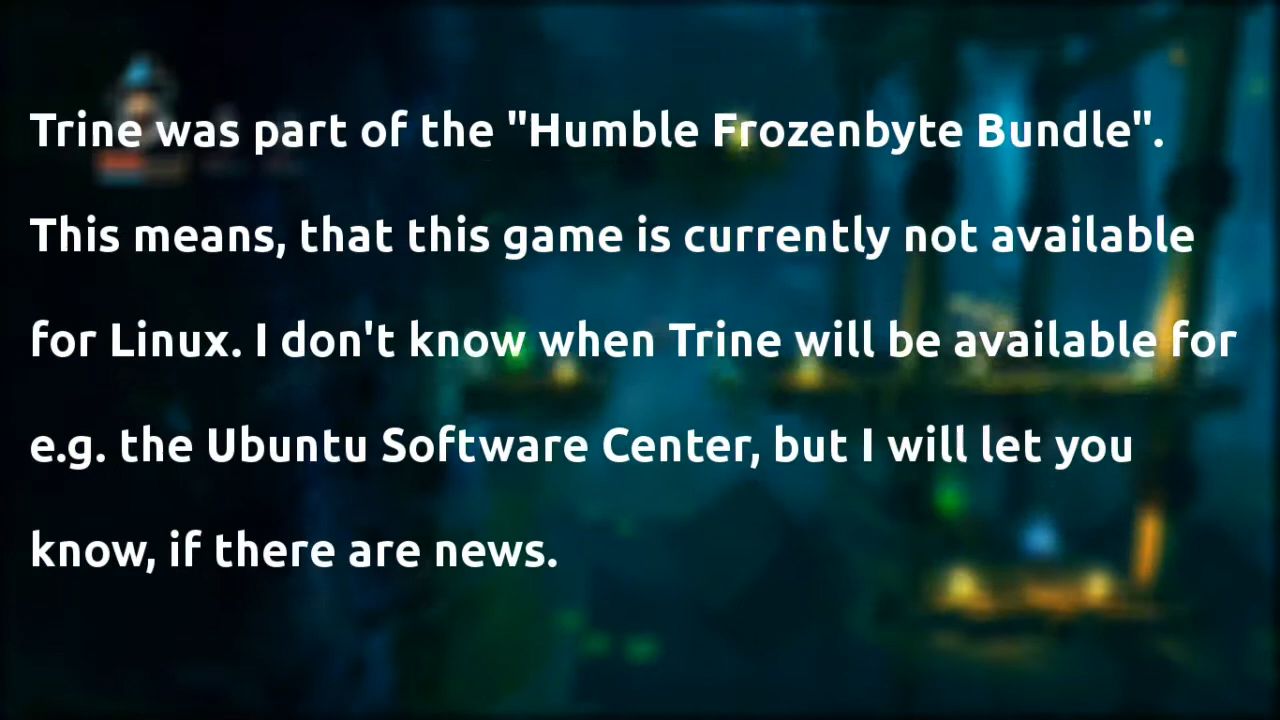 Trine was part of the "Humble Frozenbyte Bundle".
This means, that this game is currently not available
for Linux. I don't know when Trine will be available for
e.g. the Ubuntu Software Center, but I will let you
know, if there are news.